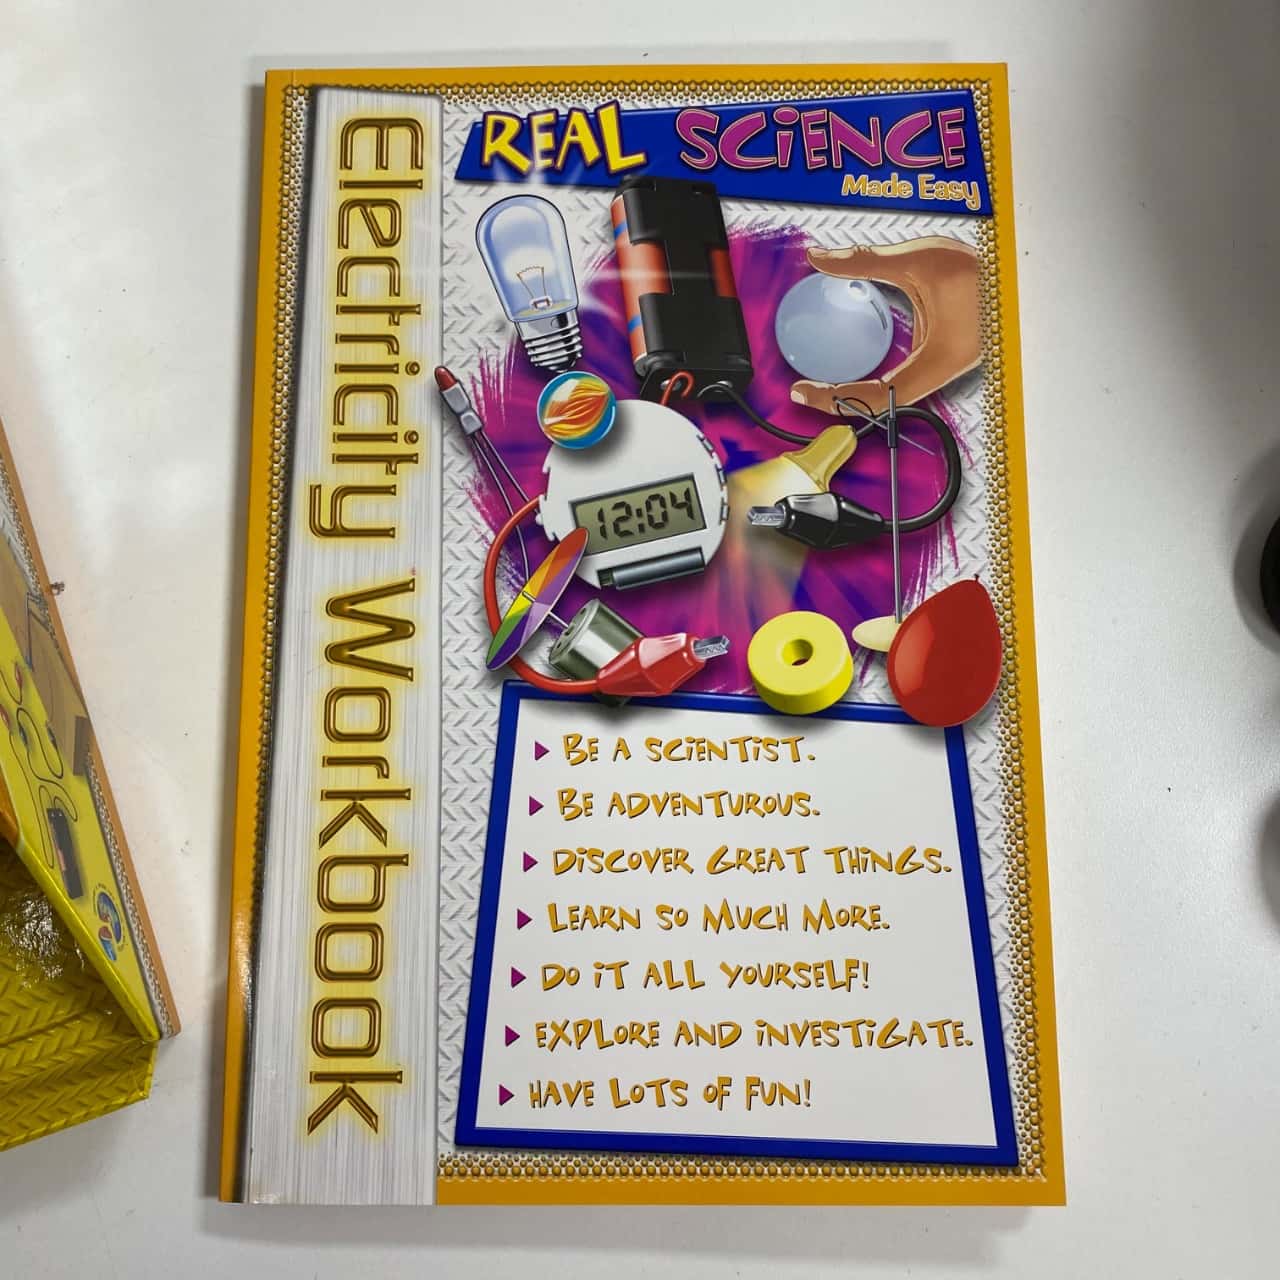 Electricity Workbook
REAL SCIENCE
Made Easy
12:04
BE A SCIENTIST.
BE ADVENTUROUS.
DISCOVER GREAT THINGS.
LEARN SO MUCH MORE.
DO IT ALL YOURSELF!
EXPLORE AND INVESTIGATE.
HAVE LOTS OF FUN!